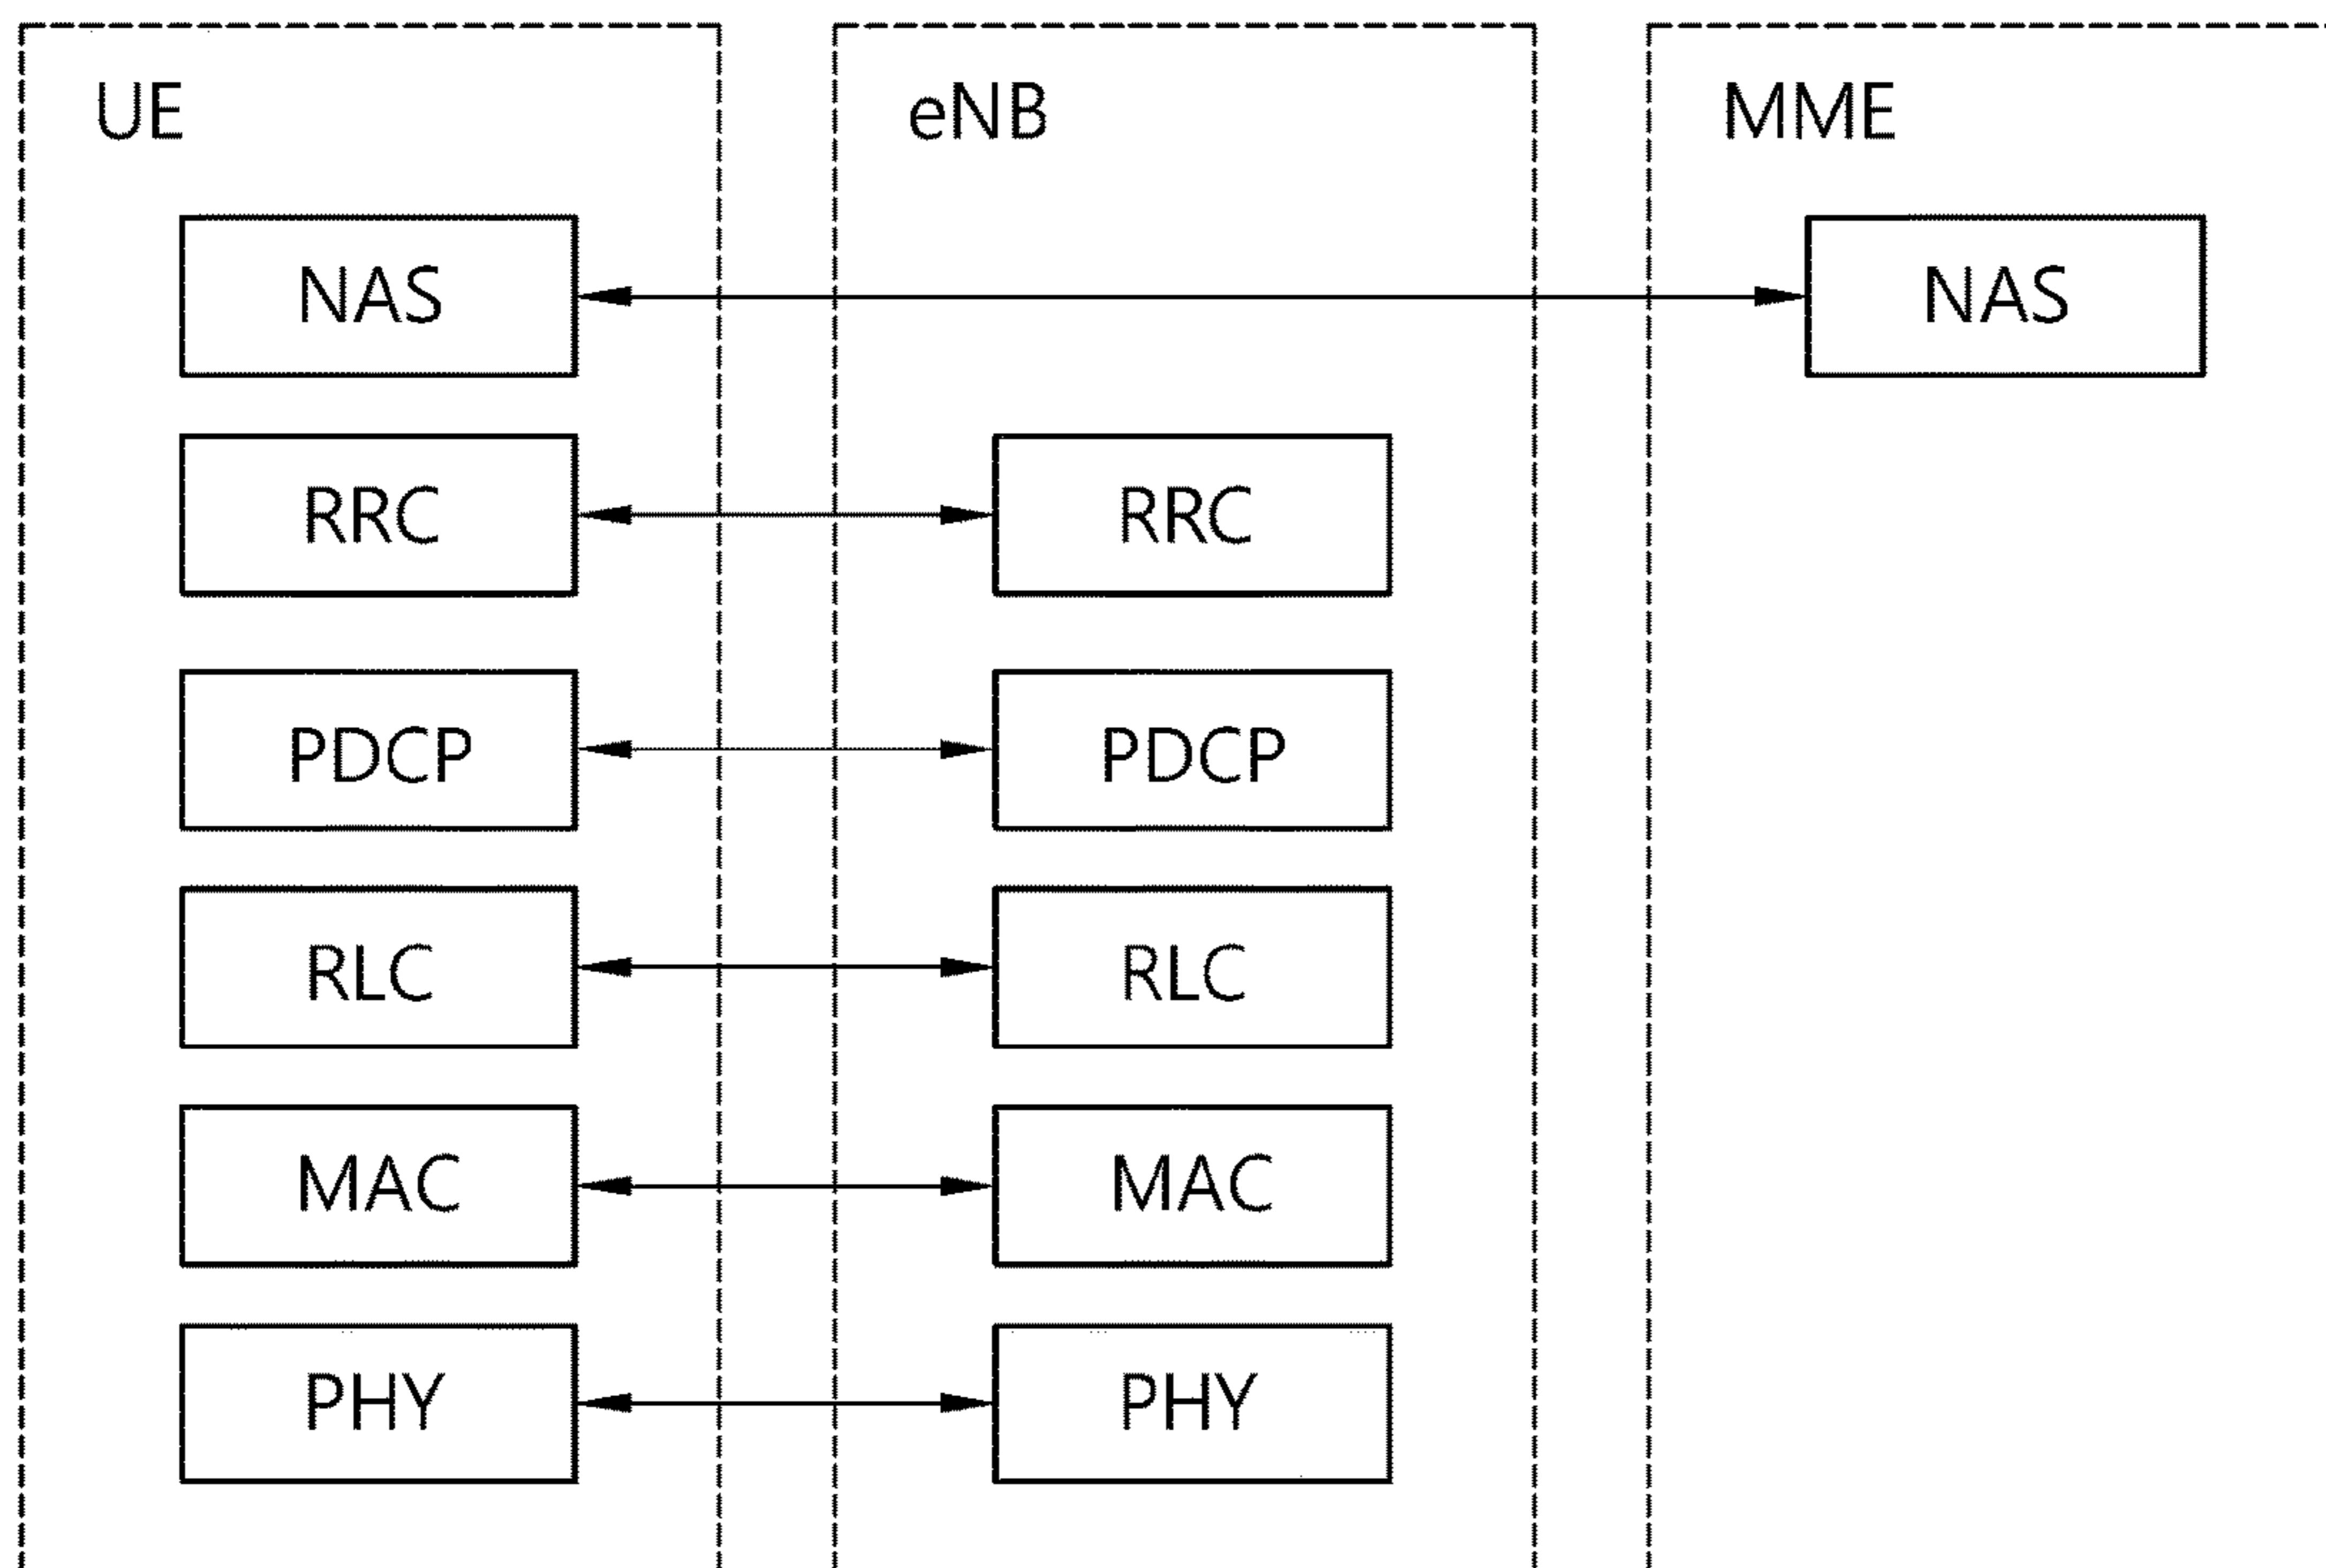 UE eNB MME
NAS NAS
RRC RRC
PDCP PDCP
RLC RLC
MAC MAC
PHY PHY